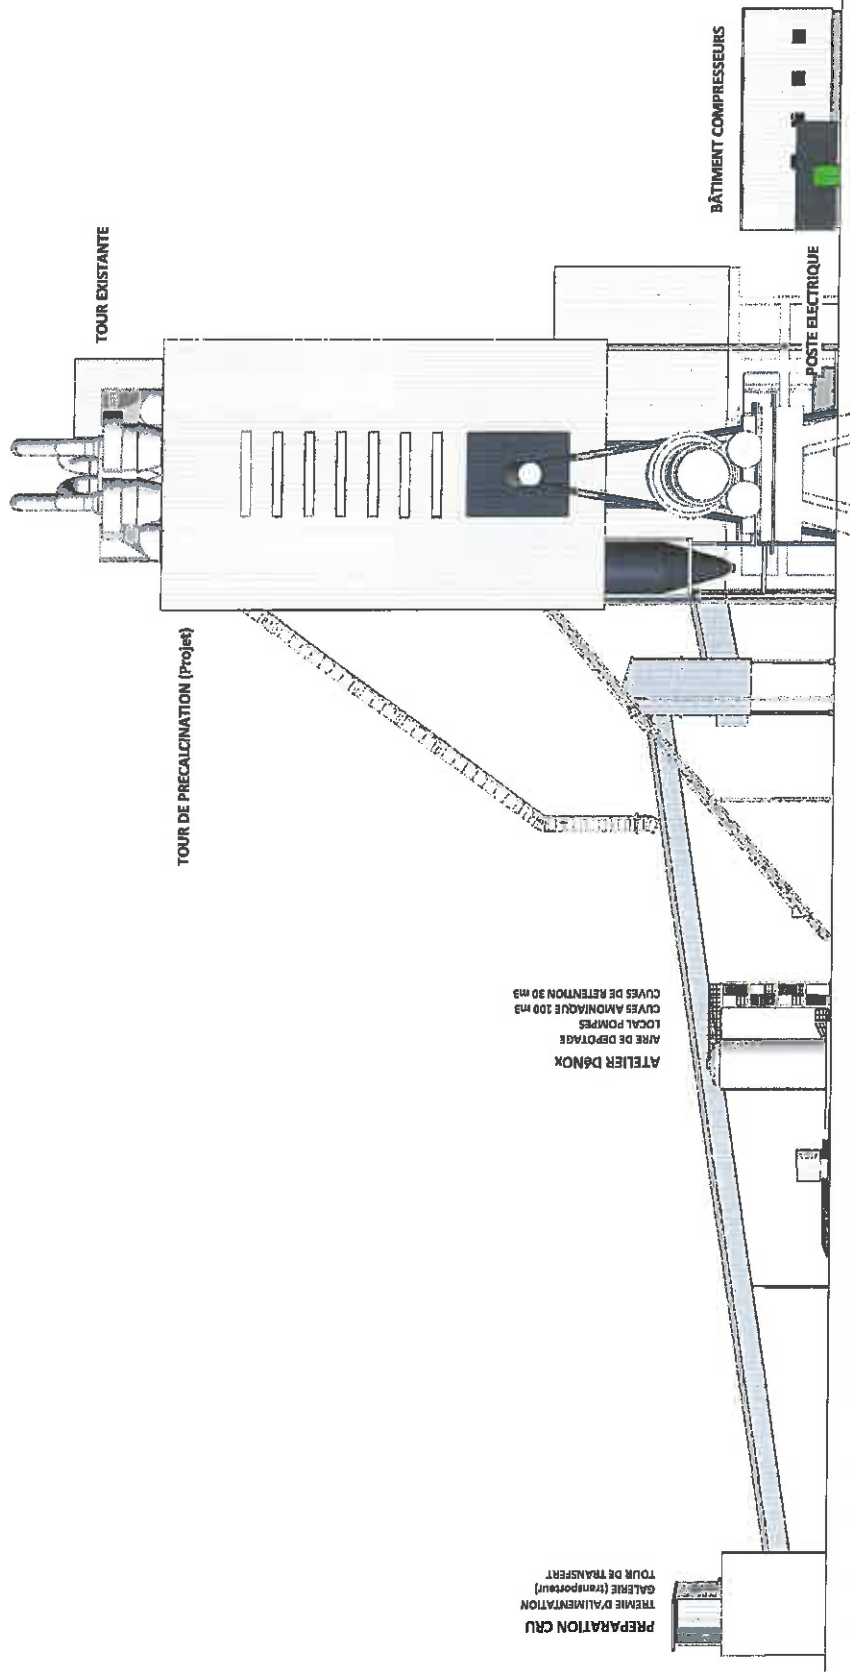 BÂTIMENT COMPRESSEURS
TOUR EXISTANTE
POSTE ELECTRIQUE
TOUR DE PRECALCINATION (Projet)
ATELIER DéNOx
AIRE DE DEPOTAGE
LOCAL POMPES
CUVES AMONIAQUE 100 m3
CUVES DE RETENTION 30 m3
PREPARATION CRU
TREMIE D'ALIMENTATION
GALERIE (transporteur)
TOUR DE TRANSFERT